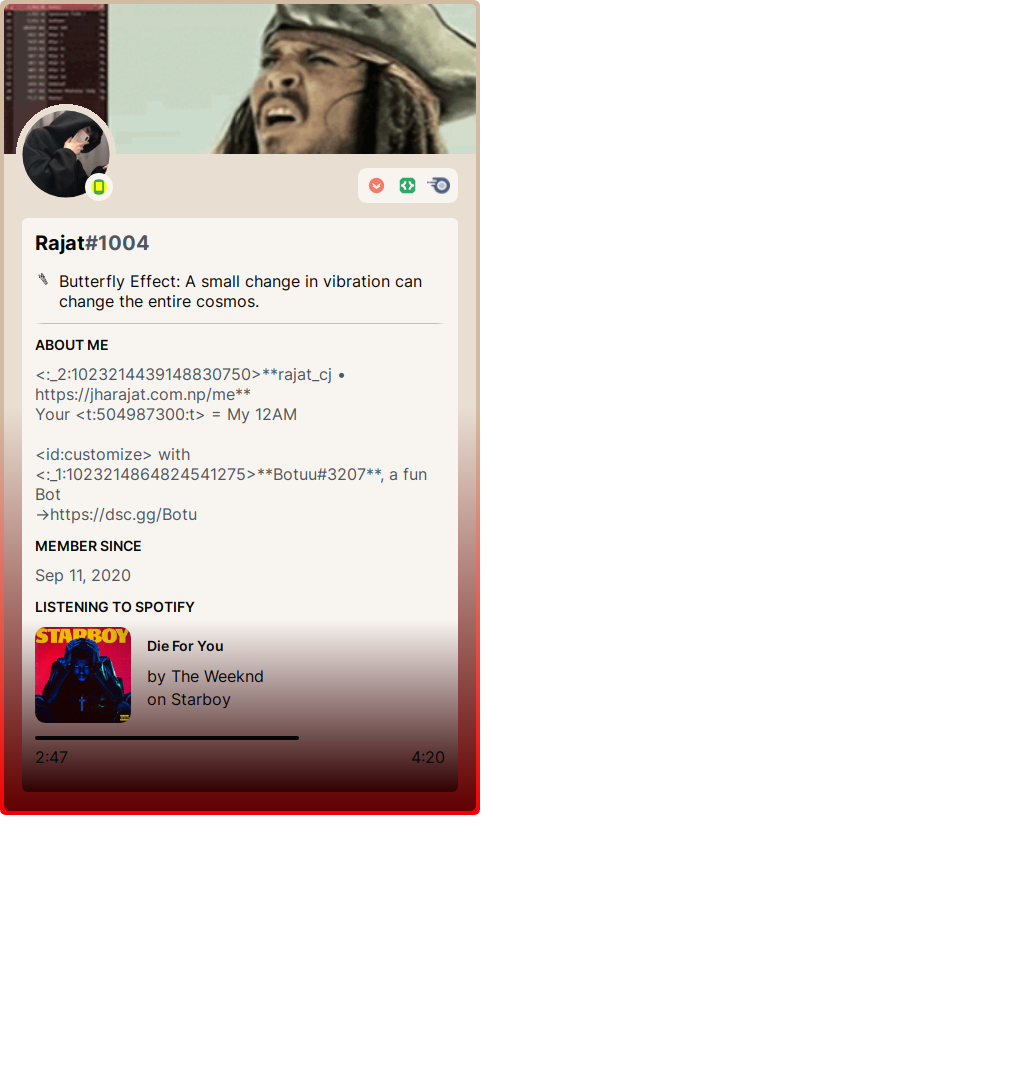 Rajat#1004
Butterfly Effect: A small change in vibration can
change the entire cosmos.
ABOUT ME
<:_2:1023214439148830750>**rajat_cj •
https://jharajat.com.np/me**
Your <t:504987300:t> = My 12AM
<id:customize> with
<:_1:1023214864824541275>**Botuu#3207**, a fun
Bot
→https://dsc.gg/Botu
MEMBER SINCE
Sep 11, 2020
LISTENING TO SPOTIFY
STARBOY
Die For You
by The Weeknd
on Starboy
2:47
4:20